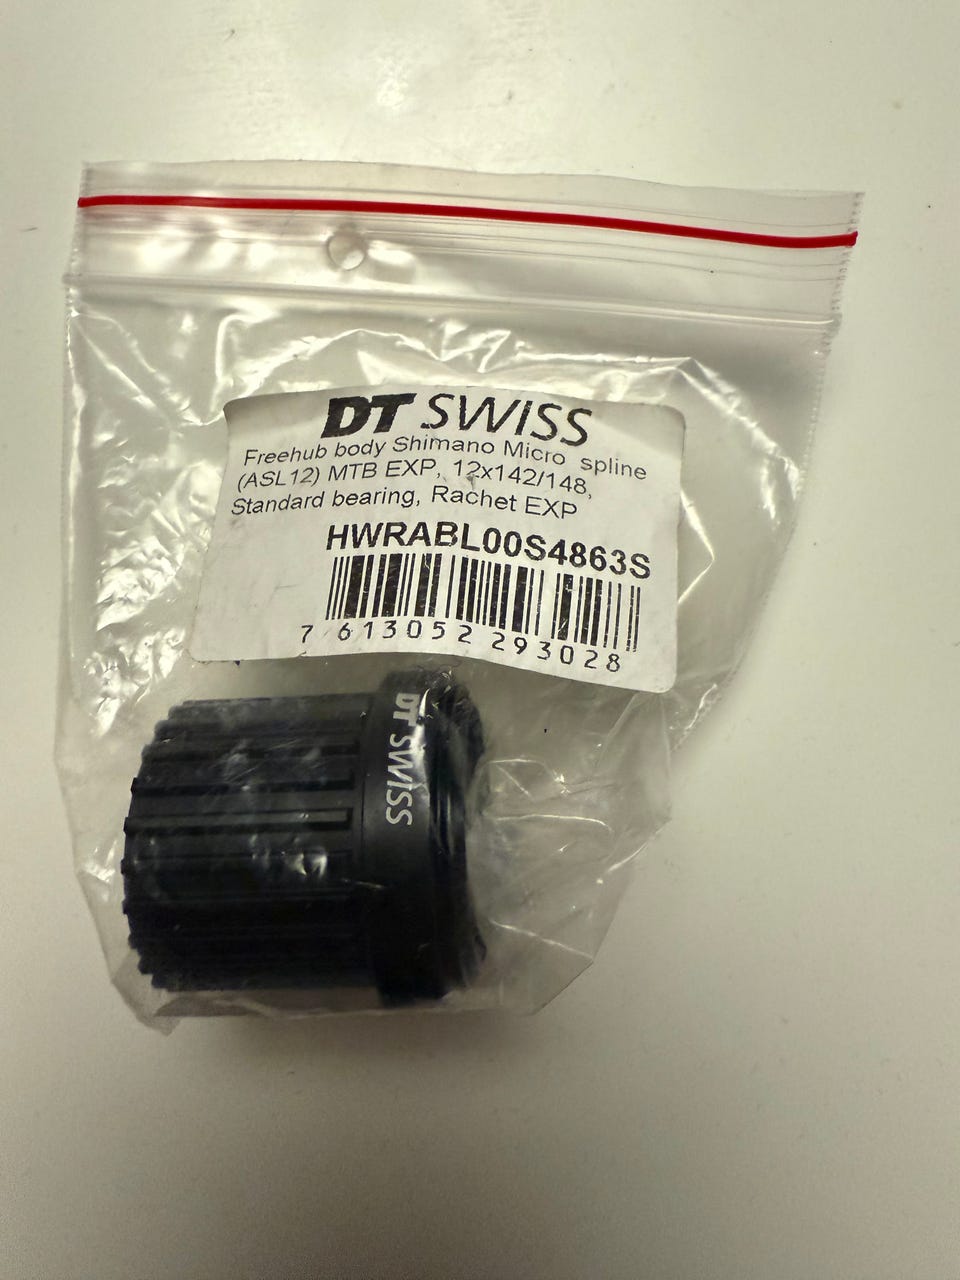 DT SWISS
Freehub body Shimano Micro spline
(ASL12) MTB EXP, 12x142/148,
Standard bearing, Rachet EXP
HWRABL00S4863S
7 613052 293028
DT SWISS